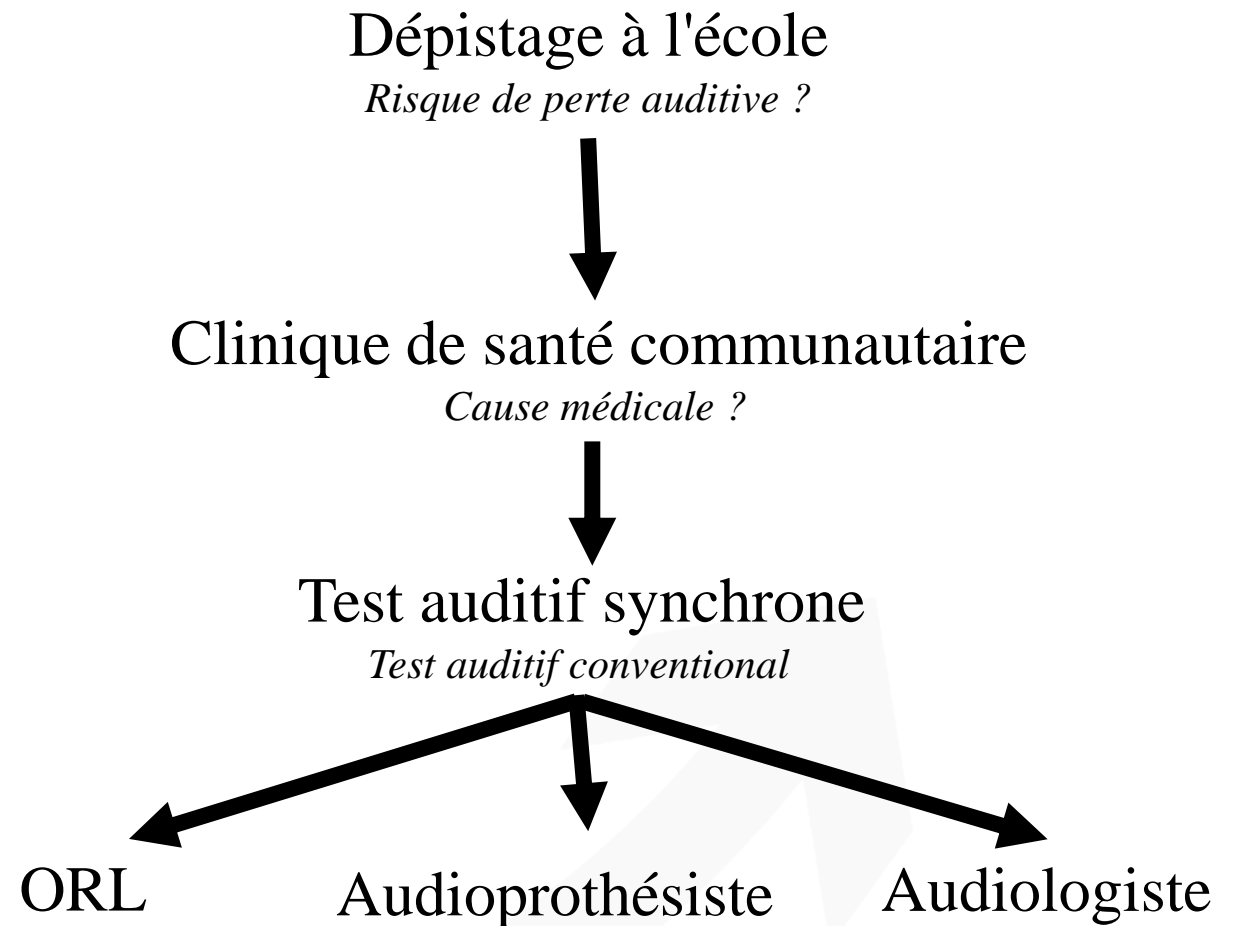 Dépistage à l'école
Risque de perte auditive ?
Clinique de santé communautaire
Cause médicale ?
Test auditif synchrone
Test auditif conventional
ORL
Audioprothésiste
Audiologiste